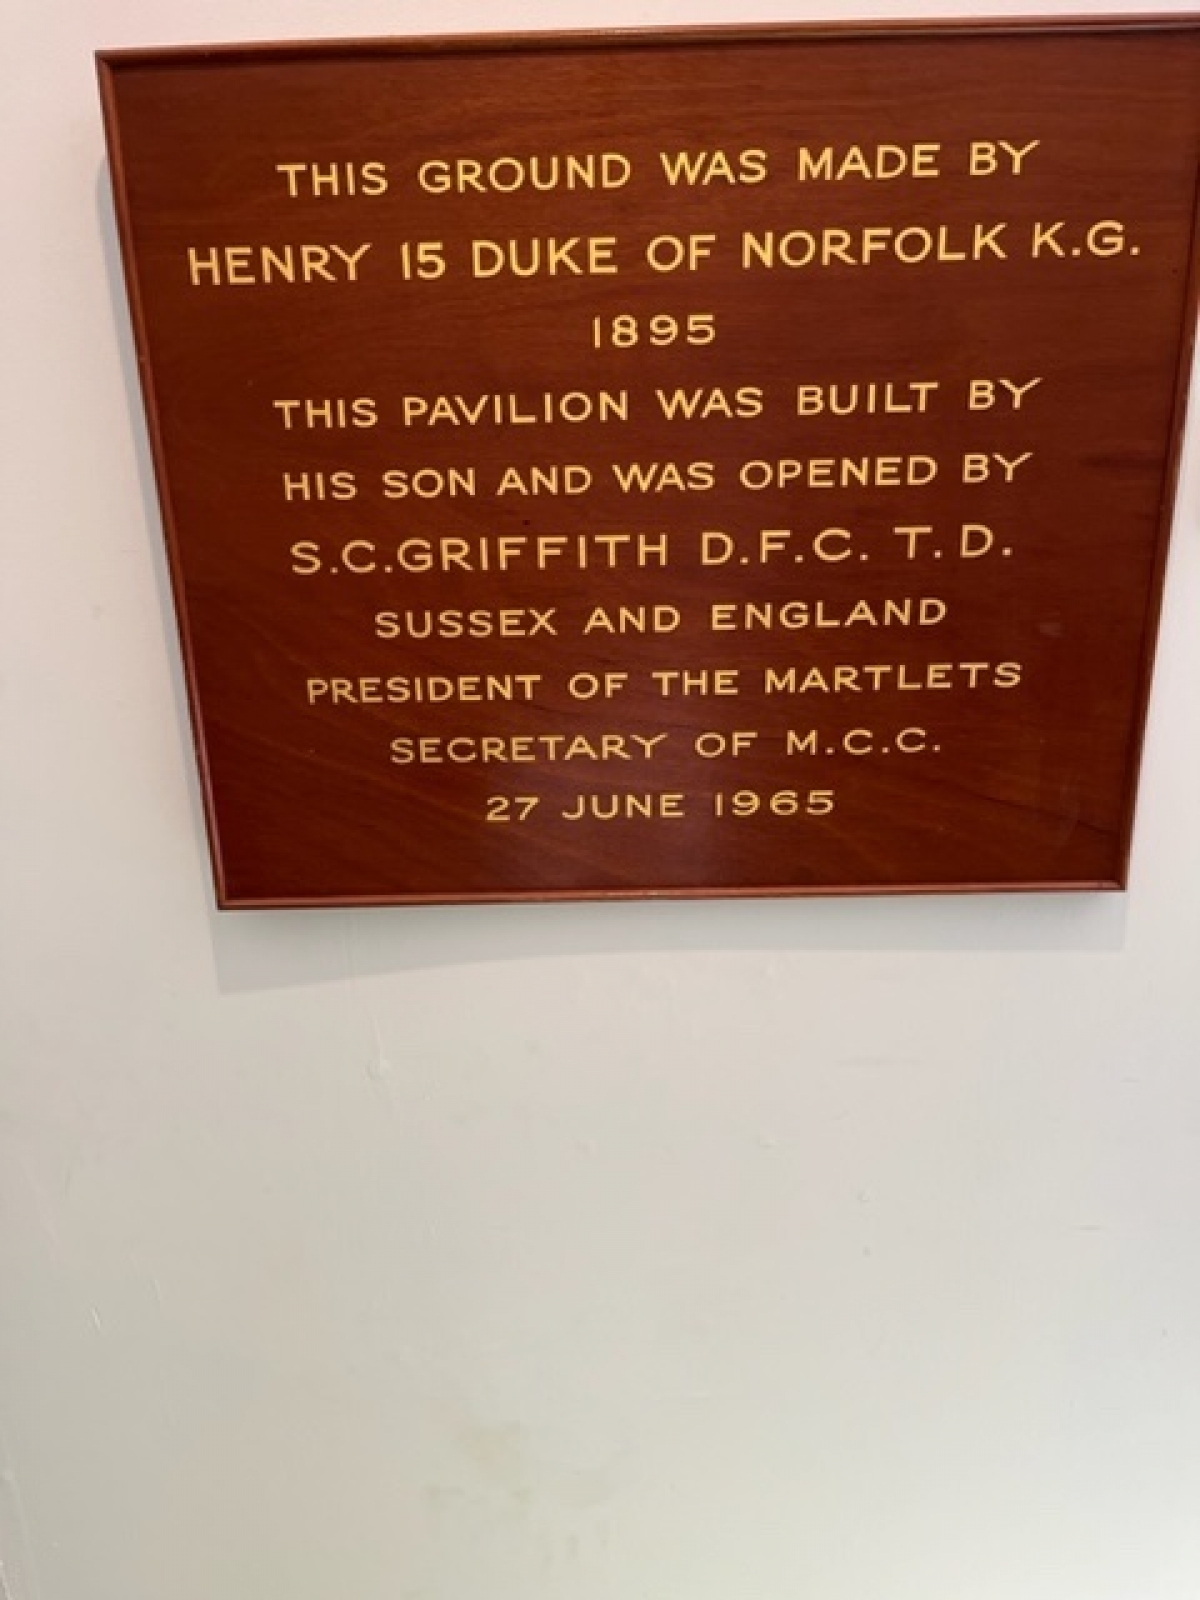 THIS GROUND WAS MADE BY
HENRY 15 DUKE OF NORFOLK K.G.
1895
THIS PAVILION WAS BUILT BY
HIS SON AND WAS OPENED BY
S.C.GRIFFITH D.F.C. T.D.
SUSSEX AND ENGLAND
PRESIDENT OF THE MARTLETS
SECRETARY OF M.C.C.
27 JUNE 1965